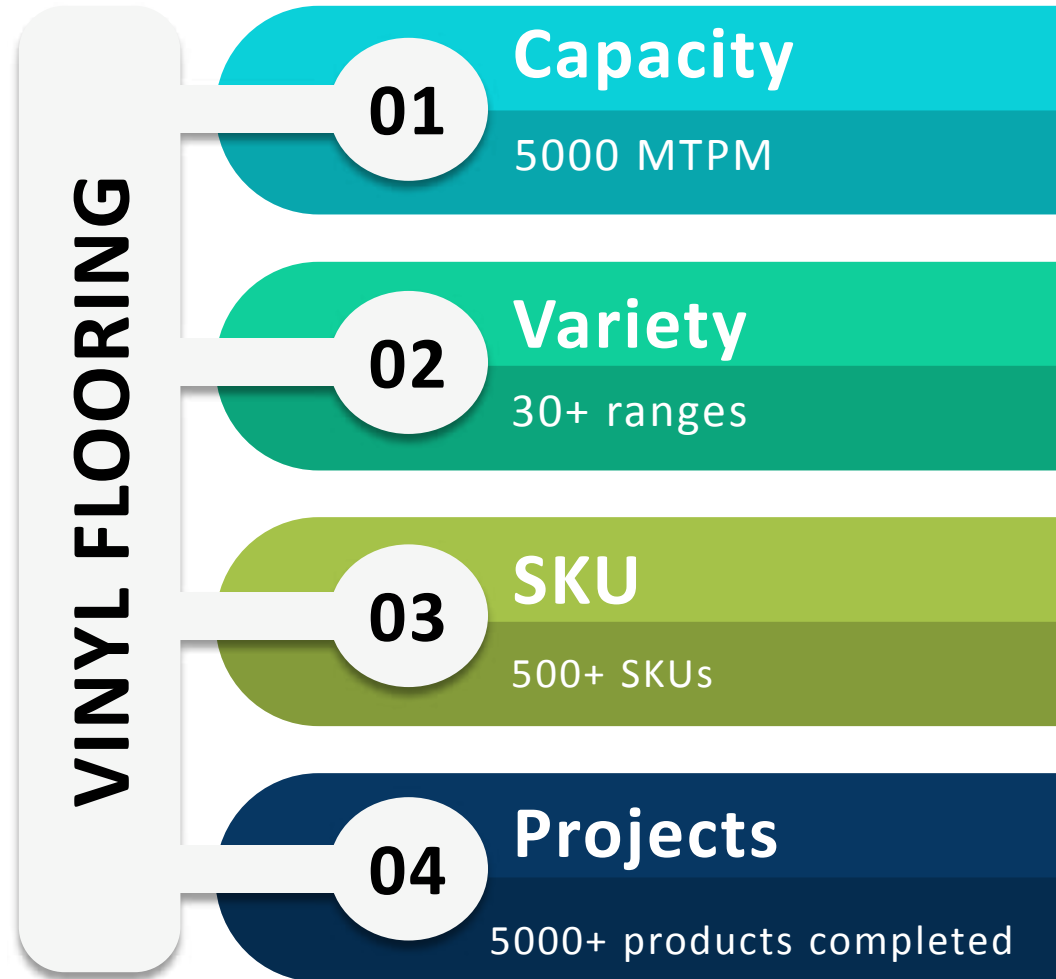 VINYL FLOORING
01
Capacity
5000 MTPM
02
Variety
30+ ranges
03
SKU
500+ SKUs
04
Projects
5000+ products completed